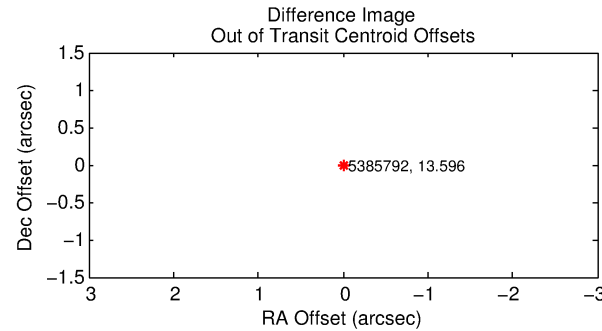 Difference Image
Out of Transit Centroid Offsets
Dec Offset (arcsec)
1.5
1
0.5
0
−0.5
−1
−1.5
5385792, 13.596
3 2 1 0 −1 −2 −3
RA Offset (arcsec)